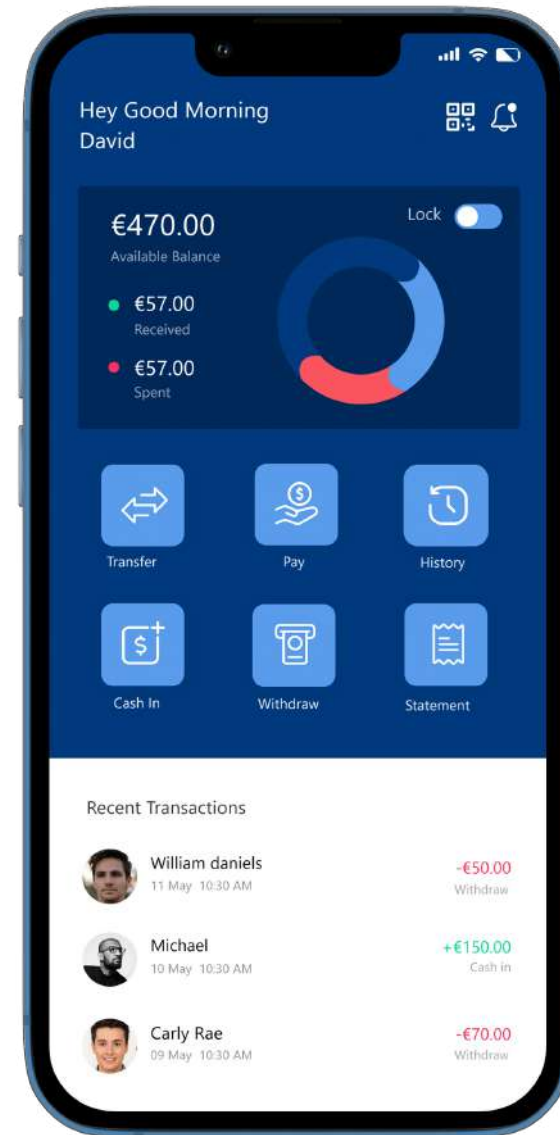 Hey Good Morning
David
€470.00
Available Balance
Lock
€57.00
Received
€57.00
Spent
Transfer
Pay
History
Cash In
Withdraw
Statement
Recent Transactions
William daniels
11 May 10:30 AM
-€50.00
Withdraw
Michael
10 May 10:30 AM
+€150.00
Cash in
Carly Rae
09 May 10:30 AM
-€70.00
Withdraw